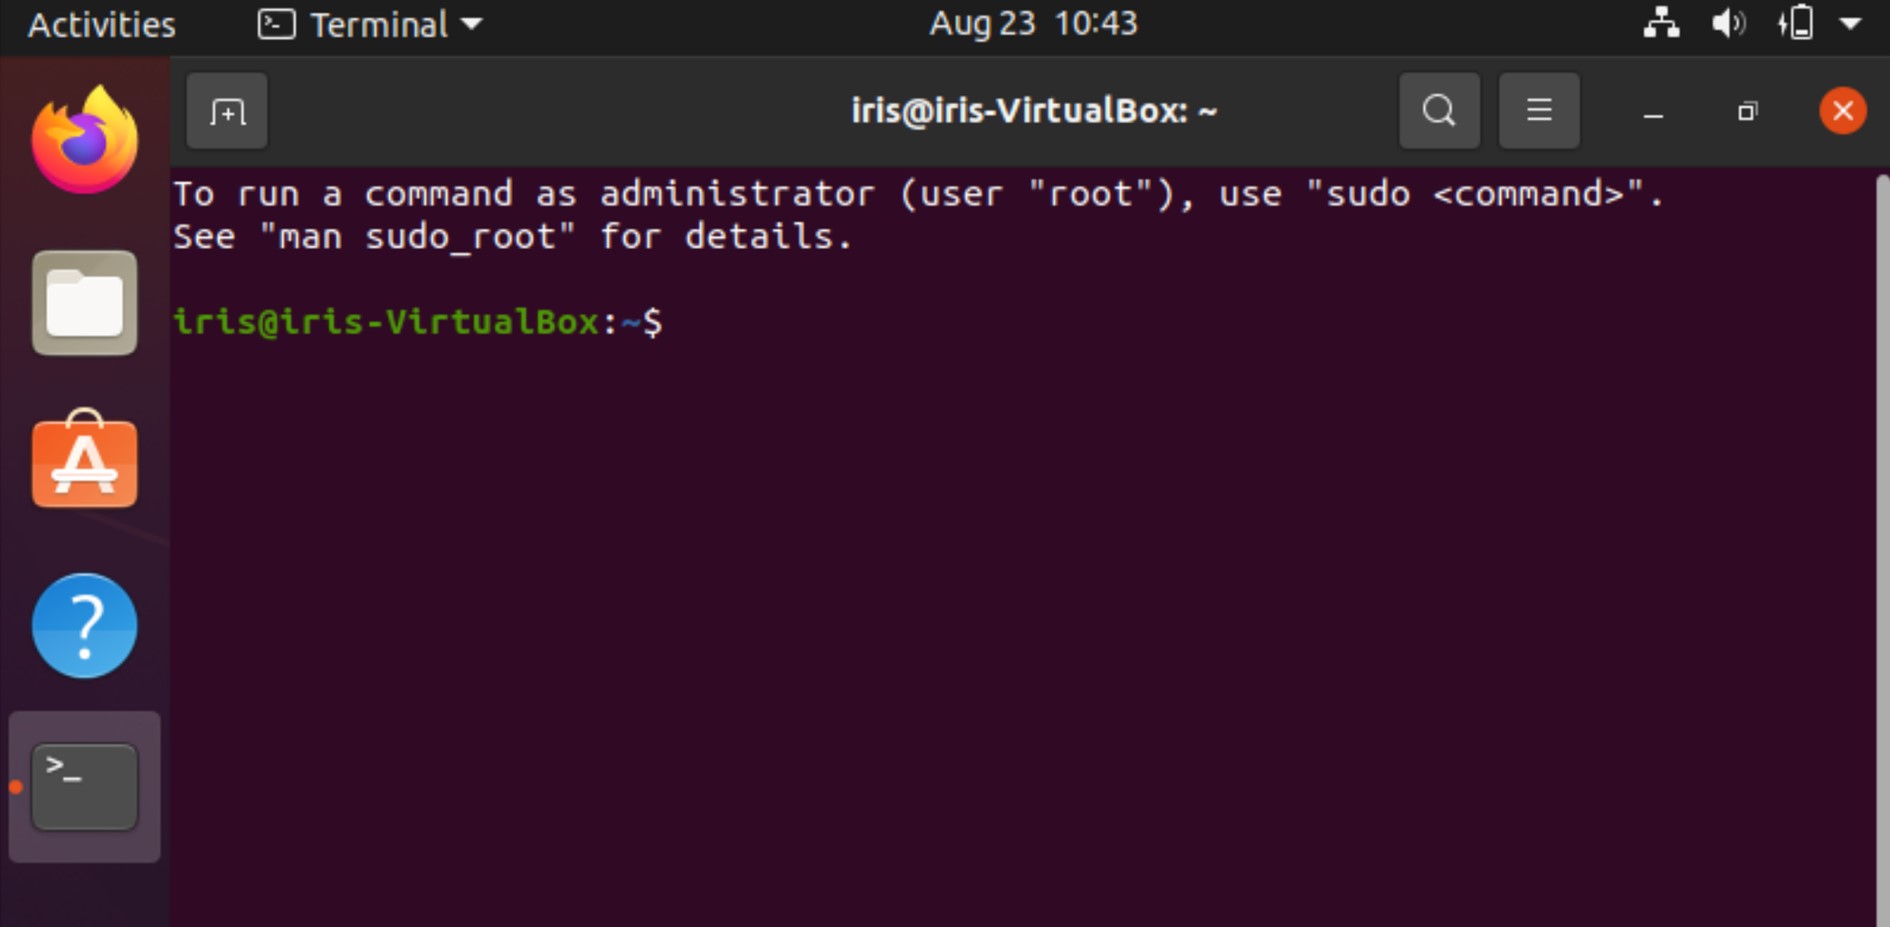 Activities
Terminal
Aug 23 10:43
iris@iris-VirtualBox: ~
To run a command as administrator (user "root"), use "sudo <command>".
See "man sudo_root" for details.
iris@iris-VirtualBox:~$